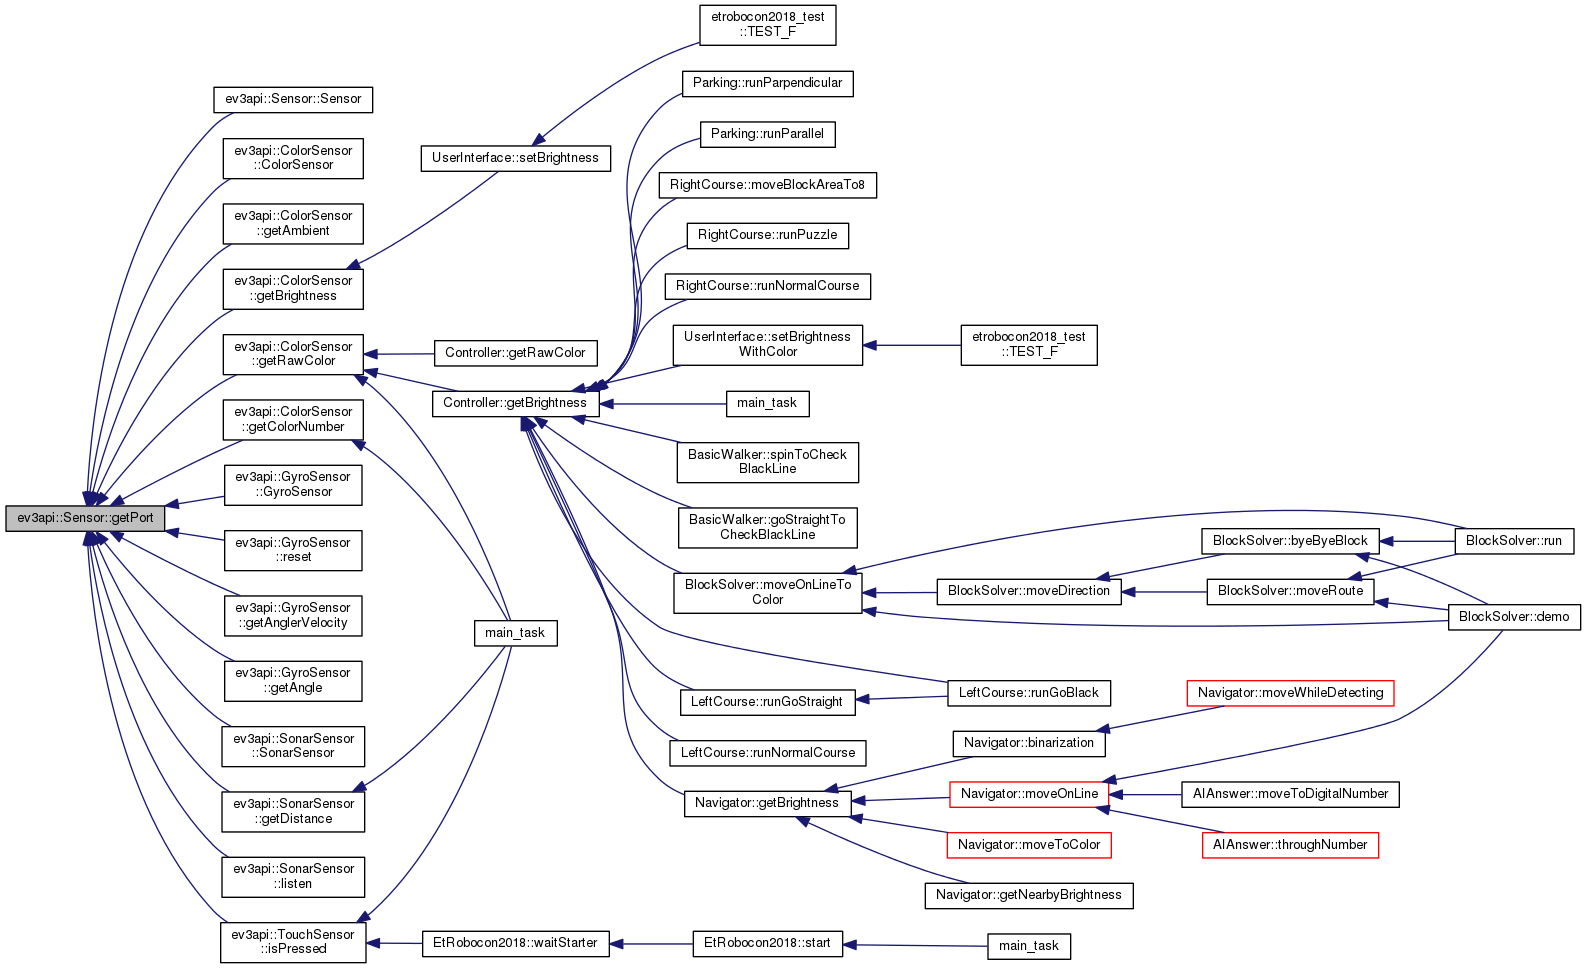 ev3api::Sensor::getPort
ev3api::Sensor::Sensor
ev3api::ColorSensor
::ColorSensor
ev3api::ColorSensor
::getAmbient
ev3api::ColorSensor
::getBrightness
ev3api::ColorSensor
::getRawColor
ev3api::ColorSensor
::getColorNumber
ev3api::GyroSensor
::GyroSensor
ev3api::GyroSensor
::reset
ev3api::GyroSensor
::getAnglerVelocity
ev3api::GyroSensor
::getAngle
ev3api::SonarSensor
::SonarSensor
ev3api::SonarSensor
::getDistance
ev3api::SonarSensor
::listen
ev3api::TouchSensor
::isPressed
UserInterface::setBrightness
Controller::getRawColor
Controller::getBrightness
main_task
EtRobocon2018::waitStarter
etrobocon2018_test
::TEST_F
Parking::runParpendicular
Parking::runParallel
RightCourse::moveBlockAreaTo8
RightCourse::runPuzzle
RightCourse::runNormalCourse
UserInterface::setBrightness
WithColor
main_task
BasicWalker::spinToCheck
BlackLine
BasicWalker::goStraightTo
CheckBlackLine
BlockSolver::moveOnLineTo
Color
LeftCourse::runGoStraight
LeftCourse::runNormalCourse
Navigator::getBrightness
EtRobocon2018::start
etrobocon2018_test
::TEST_F
BlockSolver::moveDirection
LeftCourse::runGoBlack
Navigator::binarization
Navigator::moveOnLine
Navigator::moveToColor
Navigator::getNearbyBrightness
main_task
BlockSolver::byeByeBlock
BlockSolver::moveRoute
Navigator::moveWhileDetecting
AIAnswer::moveToDigitalNumber
AIAnswer::throughNumber
BlockSolver::run
BlockSolver::demo